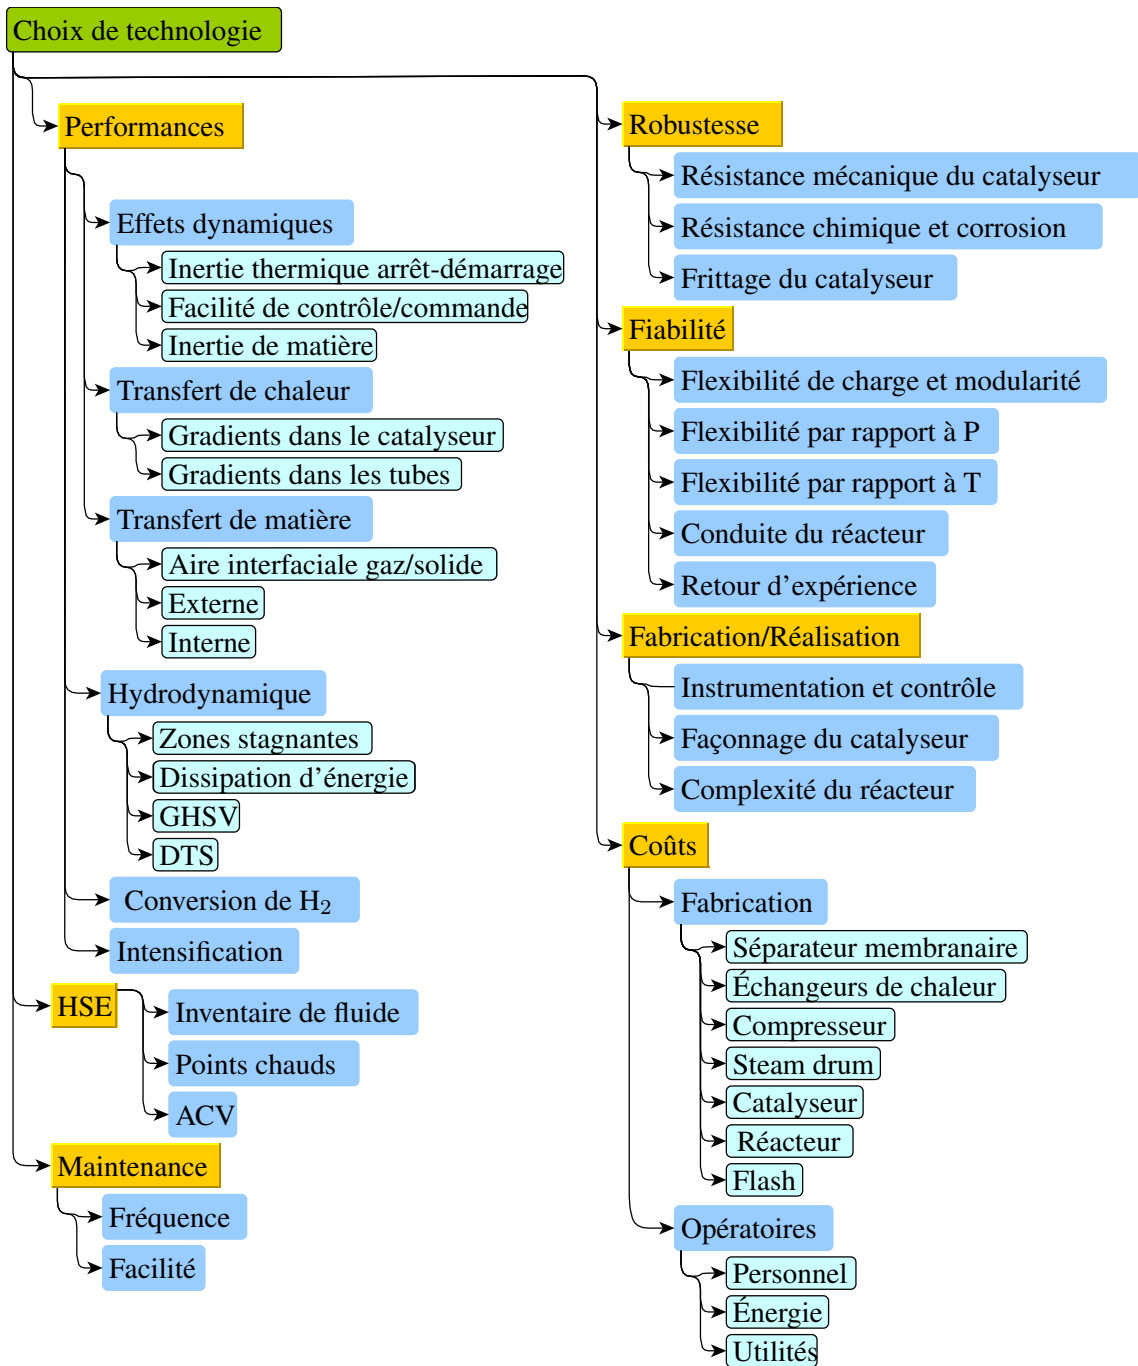 Choix de technologie
Performances
Effets dynamiques
Inertie thermique arrêt-démarrage
Facilité de contrôle/commande
Inertie de matière
Transfert de chaleur
Gradients dans le catalyseur
Gradients dans les tubes
Transfert de matière
Aire interfaciale gaz/solide
Externe
Interne
Hydrodynamique
Zones stagnantes
Dissipation d'énergie
GHSV
DTS
Conversion de H₂
Intensification
HSE
Inventaire de fluide
Points chauds
ACV
Maintenance
Fréquence
Facilité
Robustesse
Résistance mécanique du catalyseur
Résistance chimique et corrosion
Frittage du catalyseur
Fiabilité
Flexibilité de charge et modularité
Flexibilité par rapport à P
Flexibilité par rapport à T
Conduite du réacteur
Retour d'expérience
Fabrication/Réalisation
Instrumentation et contrôle
Façonnage du catalyseur
Complexité du réacteur
Coûts
Fabrication
Séparateur membranaire
Échangeurs de chaleur
Compresseur
Steam drum
Catalyseur
Réacteur
Flash
Opératoires
Personnel
Énergie
Utilités